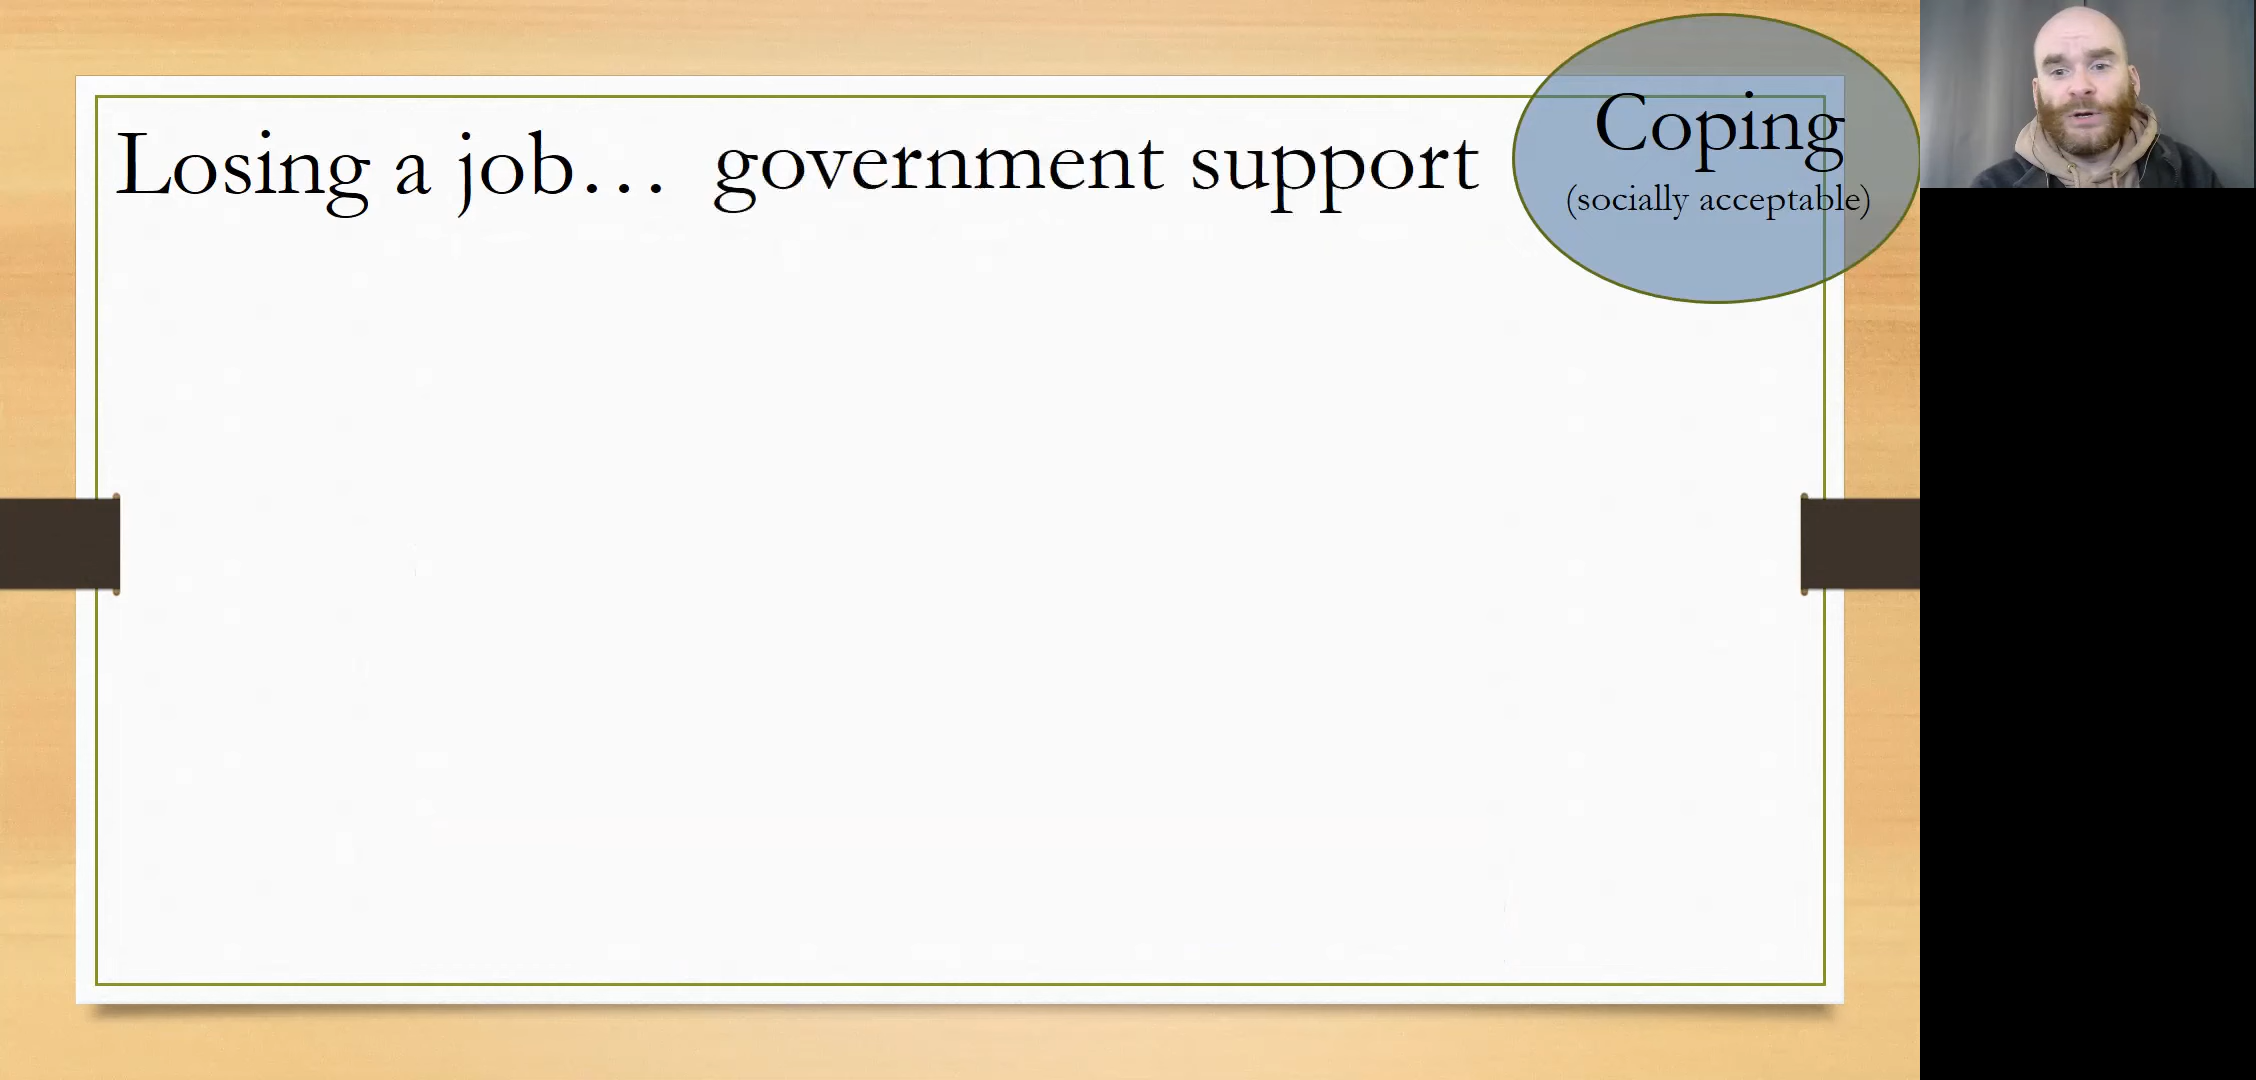 Losing a job… government support
Coping
(socially acceptable)